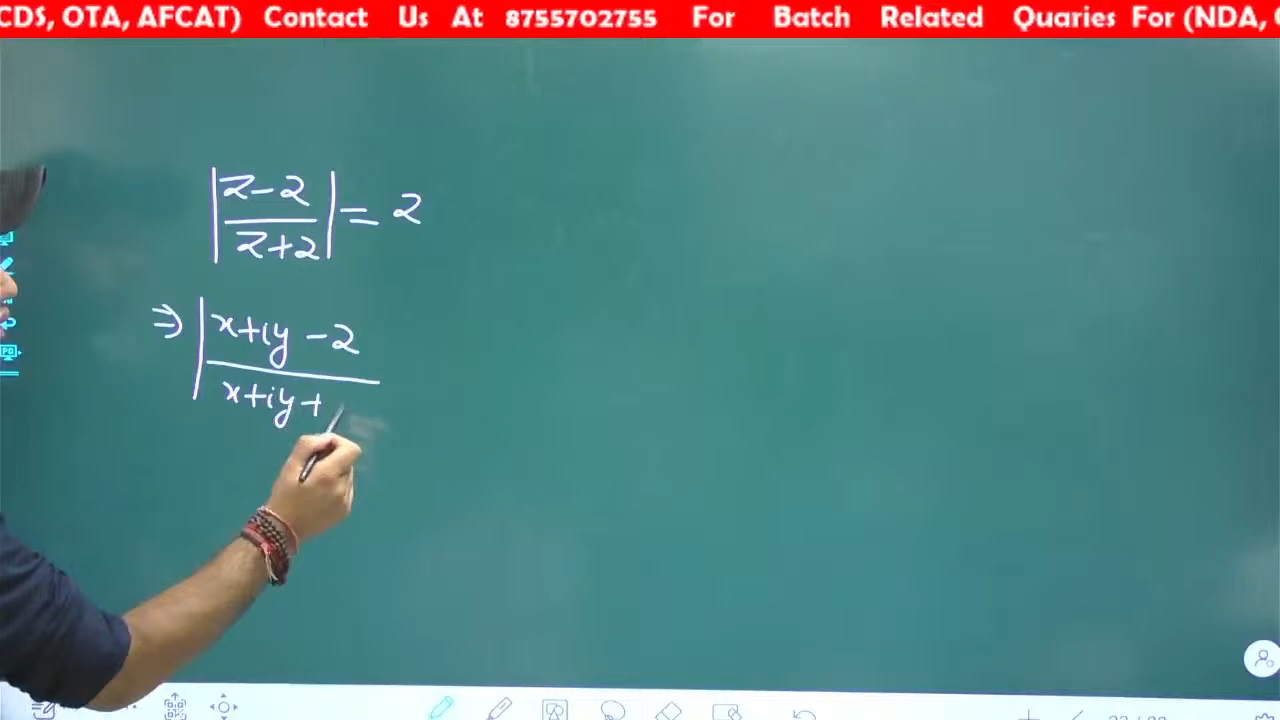 CDS, OTA, AFCAT) Contact Us At 8755702755 For Batch Related Quaries For (NDA,
|z-2/z+2| = 2
⇒ |x+iy-2/x+iy+